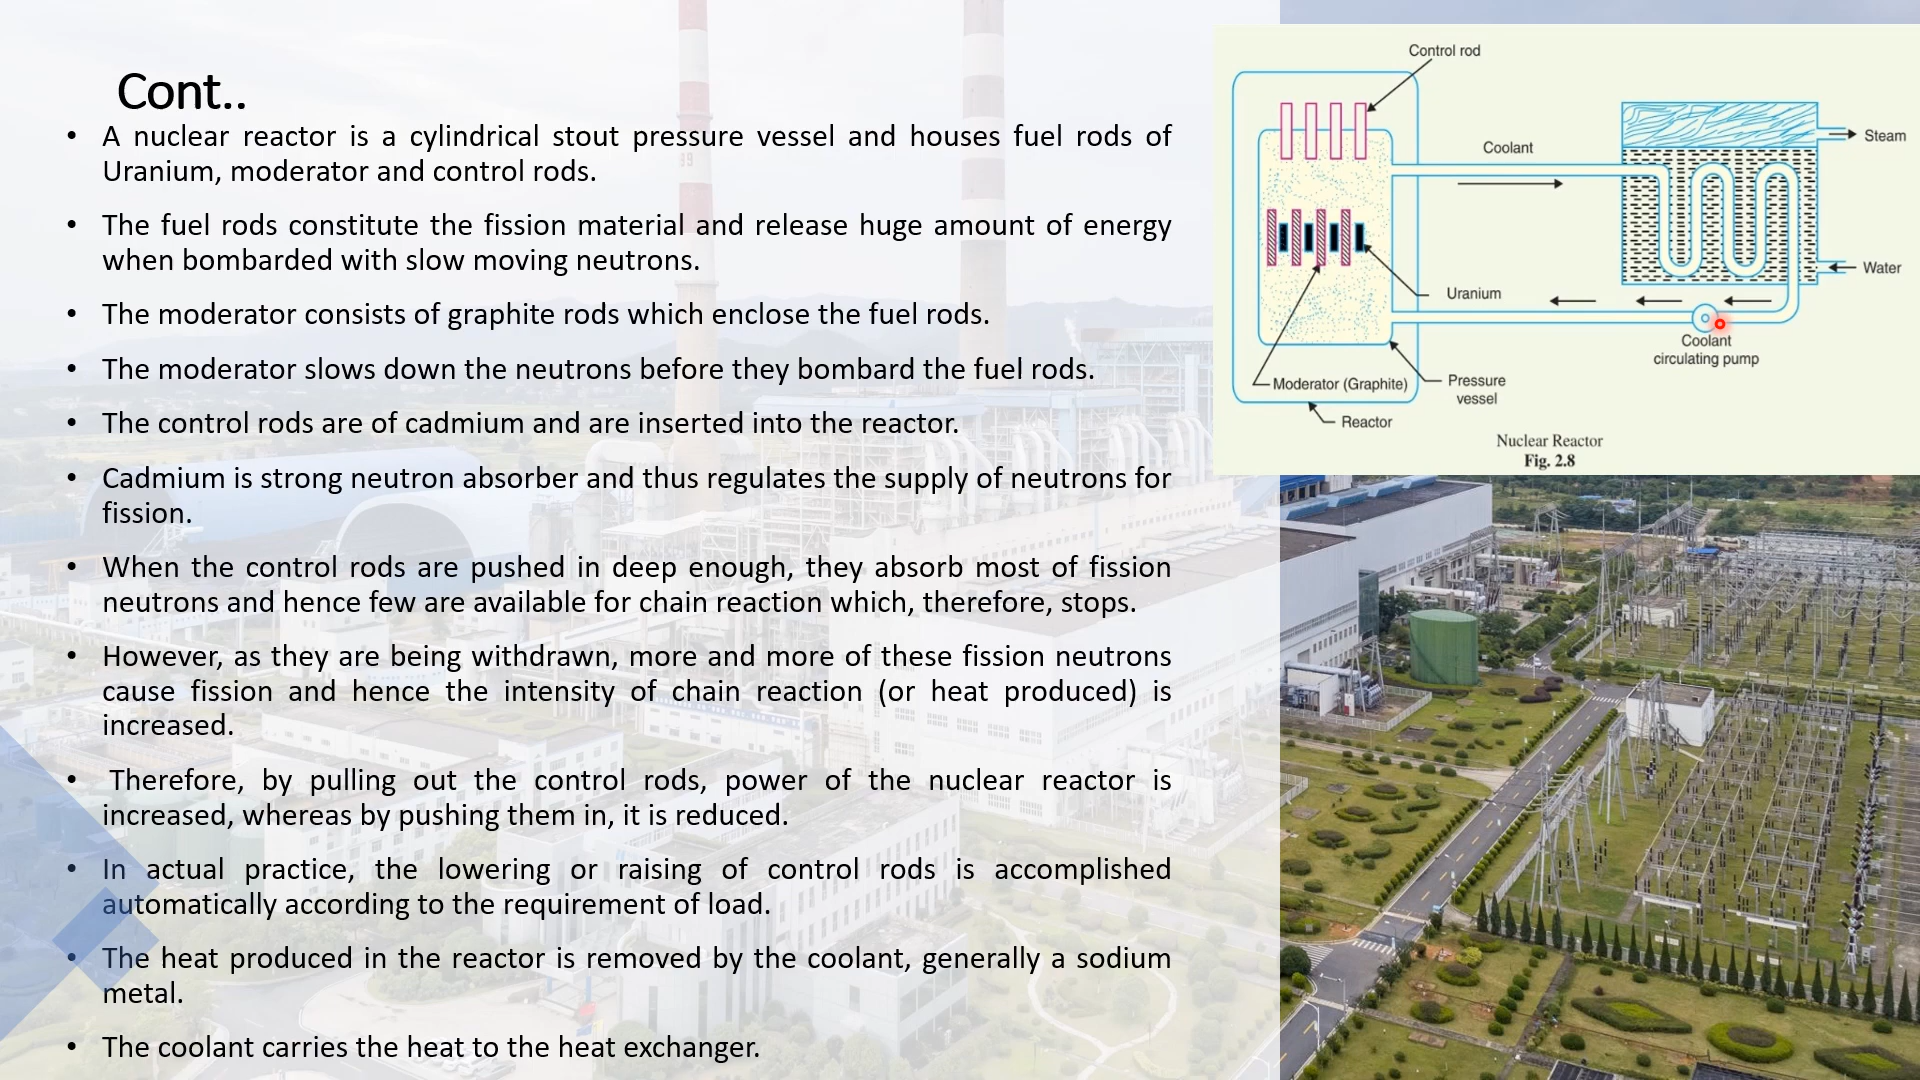 Cont..
• A nuclear reactor is a cylindrical stout pressure vessel and houses fuel rods of
Uranium, moderator and control rods.
• The fuel rods constitute the fission material and release huge amount of energy
when bombarded with slow moving neutrons.
• The moderator consists of graphite rods which enclose the fuel rods.
• The moderator slows down the neutrons before they bombard the fuel rods.
• The control rods are of cadmium and are inserted into the reactor.
• Cadmium is strong neutron absorber and thus regulates the supply of neutrons for
fission.
• When the control rods are pushed in deep enough, they absorb most of fission
neutrons and hence few are available for chain reaction which, therefore, stops.
• However, as they are being withdrawn, more and more of these fission neutrons
cause fission and hence the intensity of chain reaction (or heat produced) is
increased.
• Therefore, by pulling out the control rods, power of the nuclear reactor is
increased, whereas by pushing them in, it is reduced.
• In actual practice, the lowering or raising of control rods is accomplished
automatically according to the requirement of load.
• The heat produced in the reactor is removed by the coolant, generally a sodium
metal.
• The coolant carries the heat to the heat exchanger.
Control rod
Coolant
Steam
Water
Uranium
Coolant
circulating pump
Moderator (Graphite)
Pressure
vessel
Reactor
Nuclear Reactor
Fig. 2.8